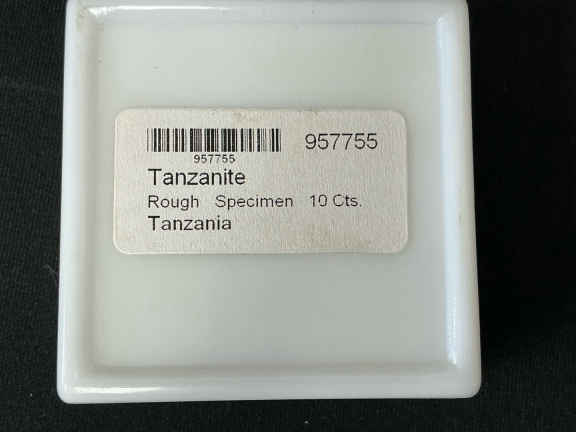 957755
957755
Tanzanite
Rough Specimen 10 Cts.
Tanzania